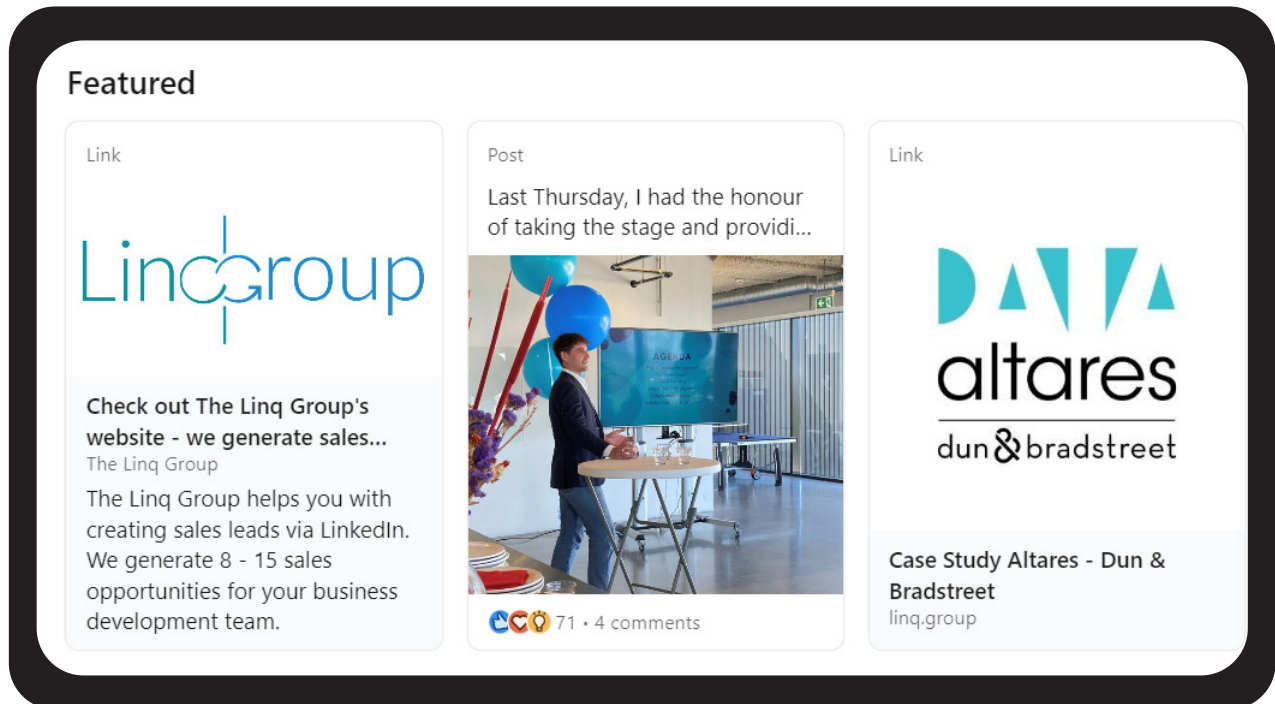 Featured
Link
LinqGroup
Check out The Linq Group's
website - we generate sales...
The Linq Group
The Linq Group helps you with
creating sales leads via LinkedIn.
We generate 8 - 15 sales
opportunities for your business
development team.
Post
Last Thursday, I had the honour
of taking the stage and providi...
AGENDA
71 • 4 comments
Link
DATA
altares
dun & bradstreet
Case Study Altares - Dun &
Bradstreet
linq.group